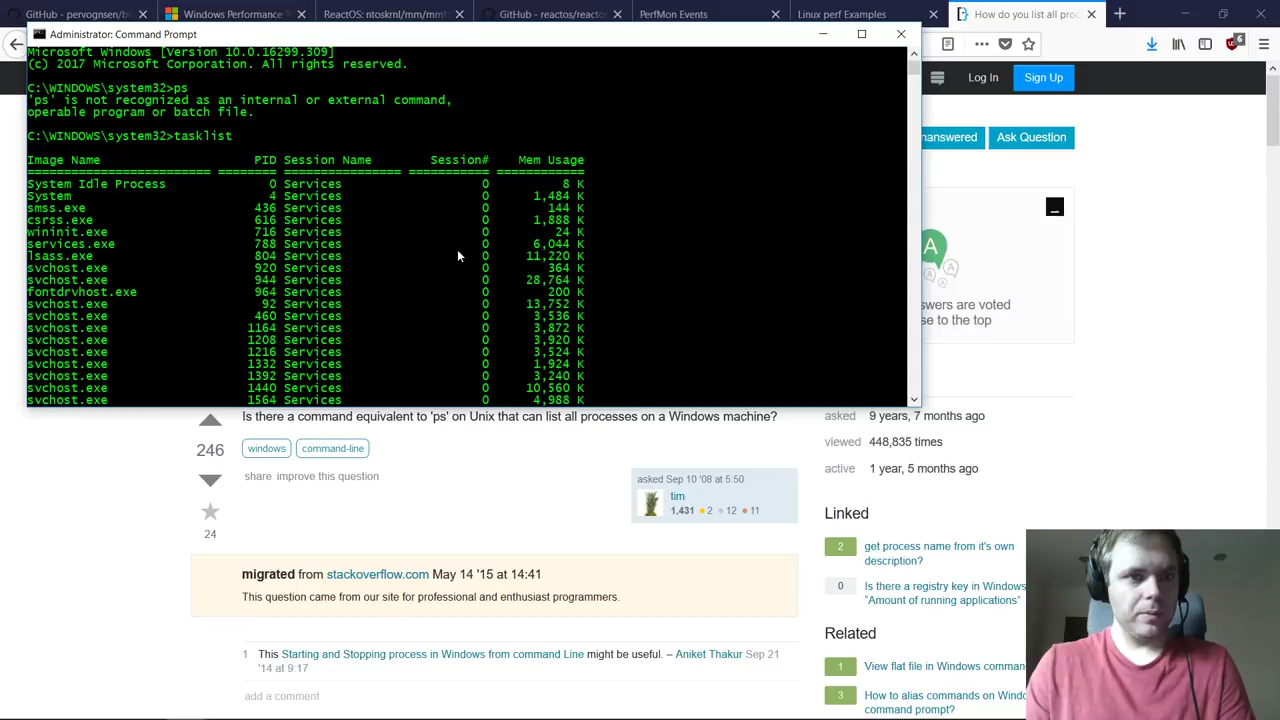 GitHub - pervognsen/bi
Windows Performance T
ReactOS: ntoskrnl/mm/mm
GitHub - reactos/reactos
PerfMon Events
Linux perf Examples
How do you list all proc
Administrator: Command Prompt
Microsoft Windows [Version 10.0.16299.309]
(c) 2017 Microsoft Corporation. All rights reserved.
C:\WINDOWS\system32>ps
'ps' is not recognized as an internal or external command,
operable program or batch file.
C:\WINDOWS\system32>tasklist
Image Name PID Session Name Session# Mem Usage
========================= ======== ================ =========== ============
System Idle Process 0 Services 0 8 K
System 4 Services 0 1,484 K
smss.exe 436 Services 0 144 K
csrss.exe 616 Services 0 1,888 K
wininit.exe 716 Services 0 24 K
services.exe 788 Services 0 6,044 K
lsass.exe 804 Services 0 11,220 K
svchost.exe 920 Services 0 364 K
svchost.exe 944 Services 0 28,764 K
fontdrvhost.exe 964 Services 0 200 K
svchost.exe 92 Services 0 13,752 K
svchost.exe 460 Services 0 3,536 K
svchost.exe 1164 Services 0 3,872 K
svchost.exe 1208 Services 0 3,920 K
svchost.exe 1216 Services 0 3,524 K
svchost.exe 1332 Services 0 1,924 K
svchost.exe 1392 Services 0 3,240 K
svchost.exe 1440 Services 0 10,560 K
svchost.exe 1564 Services 0 4,988 K
6
Log In
Sign Up
nanswered
Ask Question
A
swers are voted
se to the top
Is there a command equivalent to 'ps' on Unix that can list all processes on a Windows machine?
246
windows
command-line
share improve this question
asked Sep 10 '08 at 5:50
tim
1,431 2 12 11
24
migrated from stackoverflow.com May 14 '15 at 14:41
This question came from our site for professional and enthusiast programmers.
1 This Starting and Stopping process in Windows from command Line might be useful. – Aniket Thakur Sep 21
'14 at 9:17
add a comment
asked 9 years, 7 months ago
viewed 448,835 times
active 1 year, 5 months ago
Linked
2 get process name from it's own
description?
0 Is there a registry key in Windows
"Amount of running applications"
Related
1 View flat file in Windows comman
3 How to alias commands on Windo
command prompt?